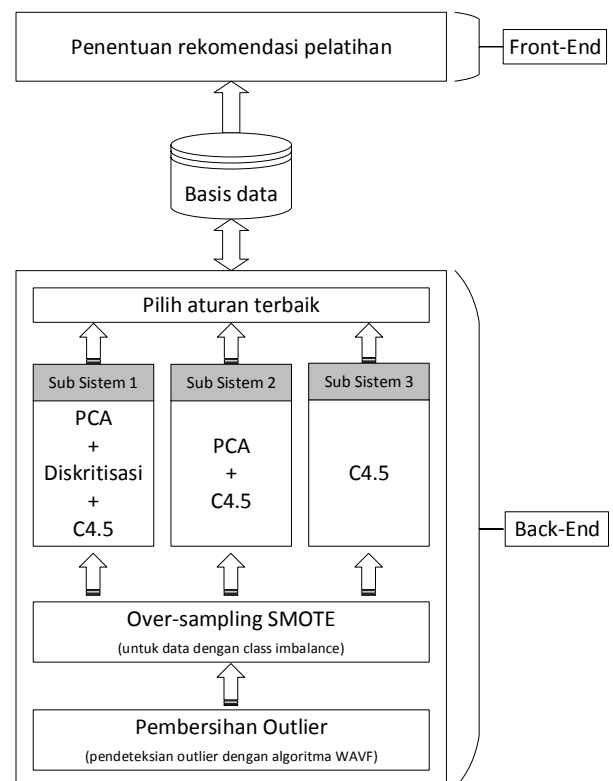 Penentuan rekomendasi pelatihan
Front-End
Basis data
Pilih aturan terbaik
Sub Sistem 1
PCA
+
Diskritisasi
+
C4.5
Sub Sistem 2
PCA
+
C4.5
Sub Sistem 3
C4.5
Back-End
Over-sampling SMOTE
(untuk data dengan class imbalance)
Pembersihan Outlier
(pendeteksian outlier dengan algoritma WAVF)